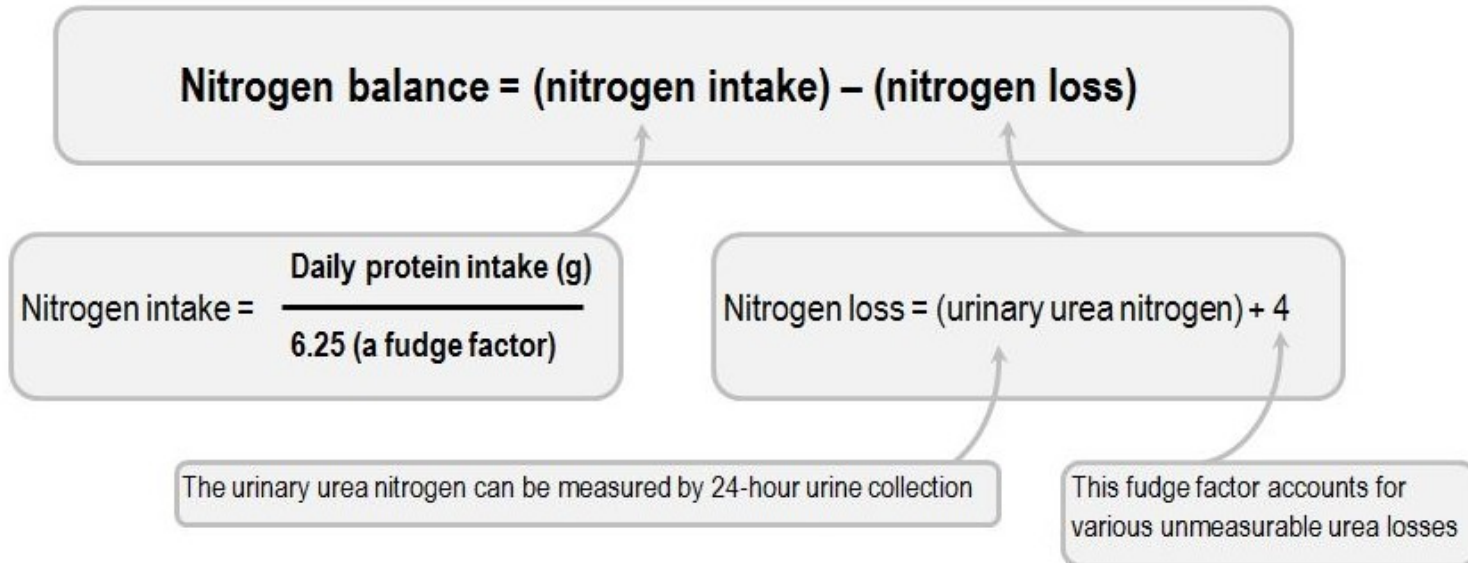 Nitrogen balance = (nitrogen intake) – (nitrogen loss)
Nitrogen intake =
Daily protein intake (g)
6.25 (a fudge factor)
Nitrogen loss = (urinary urea nitrogen) + 4
The urinary urea nitrogen can be measured by 24-hour urine collection
This fudge factor accounts for
various unmeasurable urea losses